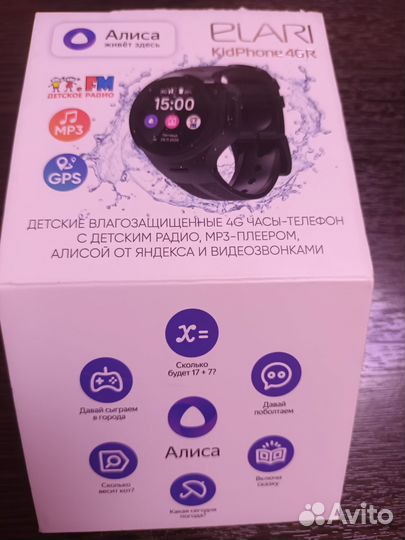 Алиса
живёт здесь
ELARI
KidPhone 4GR
FM
ДЕТСКОЕ РАДИО
MP3
GPS
15:00
ДЕТСКИЕ ВЛАГОЗАЩИЩЕННЫЕ 4G ЧАСЫ-ТЕЛЕФОН
С ДЕТСКИМ РАДИО, MP3-ПЛЕЕРОМ,
АЛИСОЙ ОТ ЯНДЕКСА И ВИДЕОЗВОНКАМИ
x=
Сколько
будет 17 + 7?
Давай сыграем
в города
Давай
поболтаем
Алиса
Сколько
весит кот?
Включи
сказку
Какая сегодня
погода?
Avito